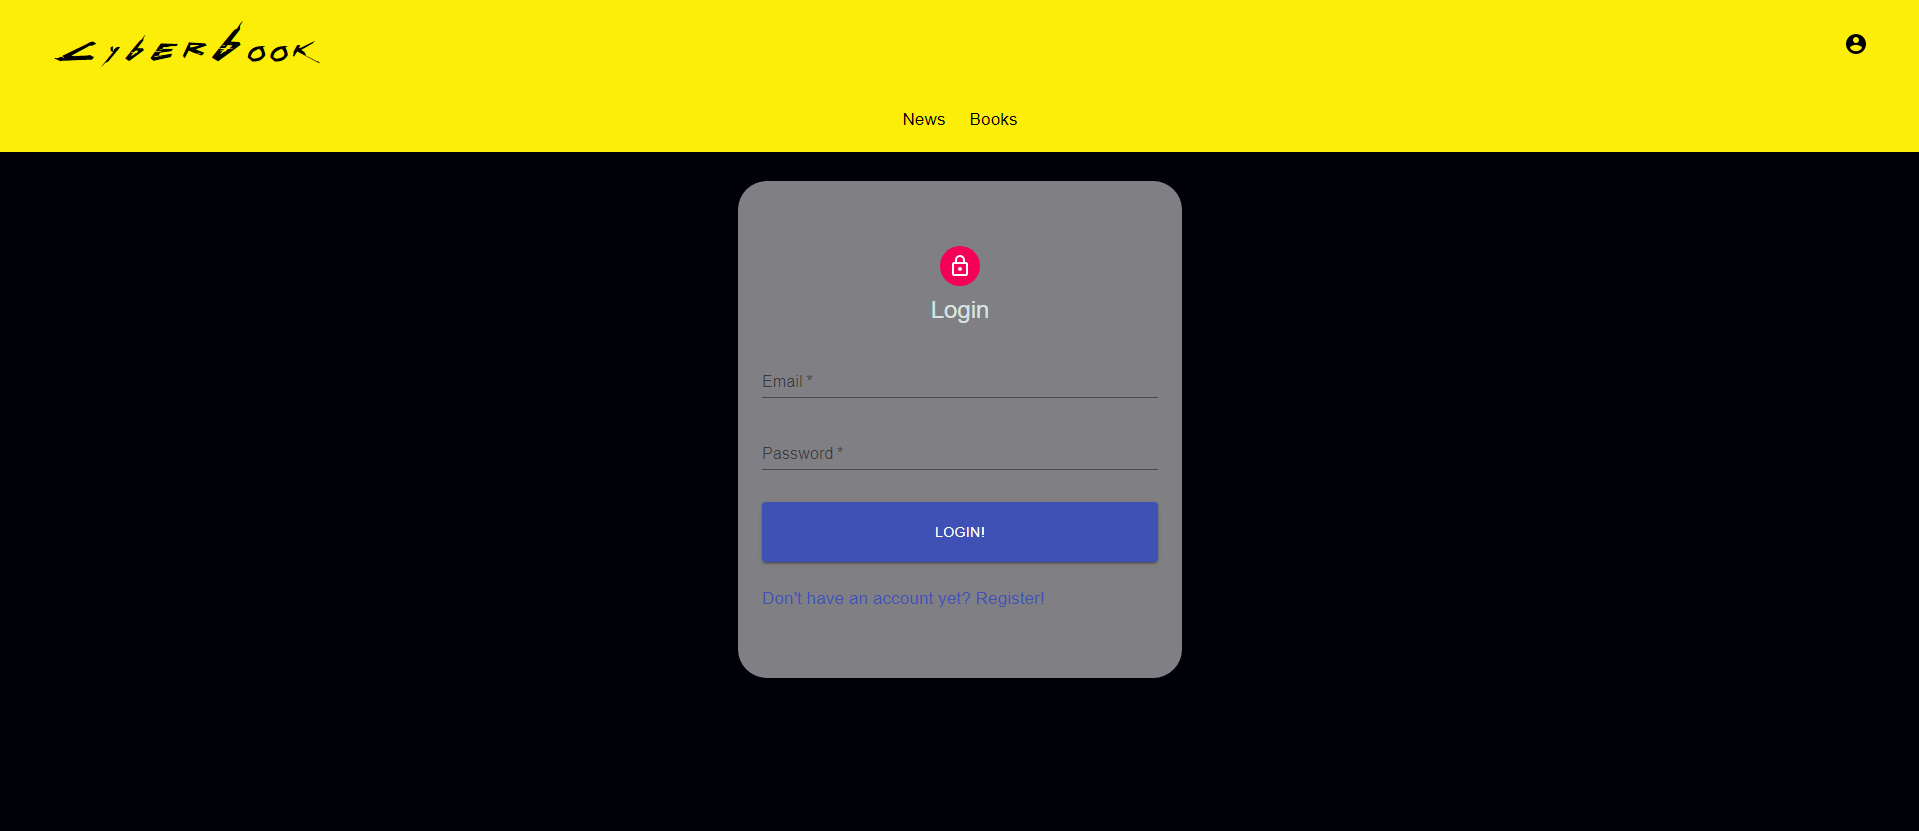 CyberBook
News Books
Login
Email *
Password *
LOGIN!
Don't have an account yet? Register!